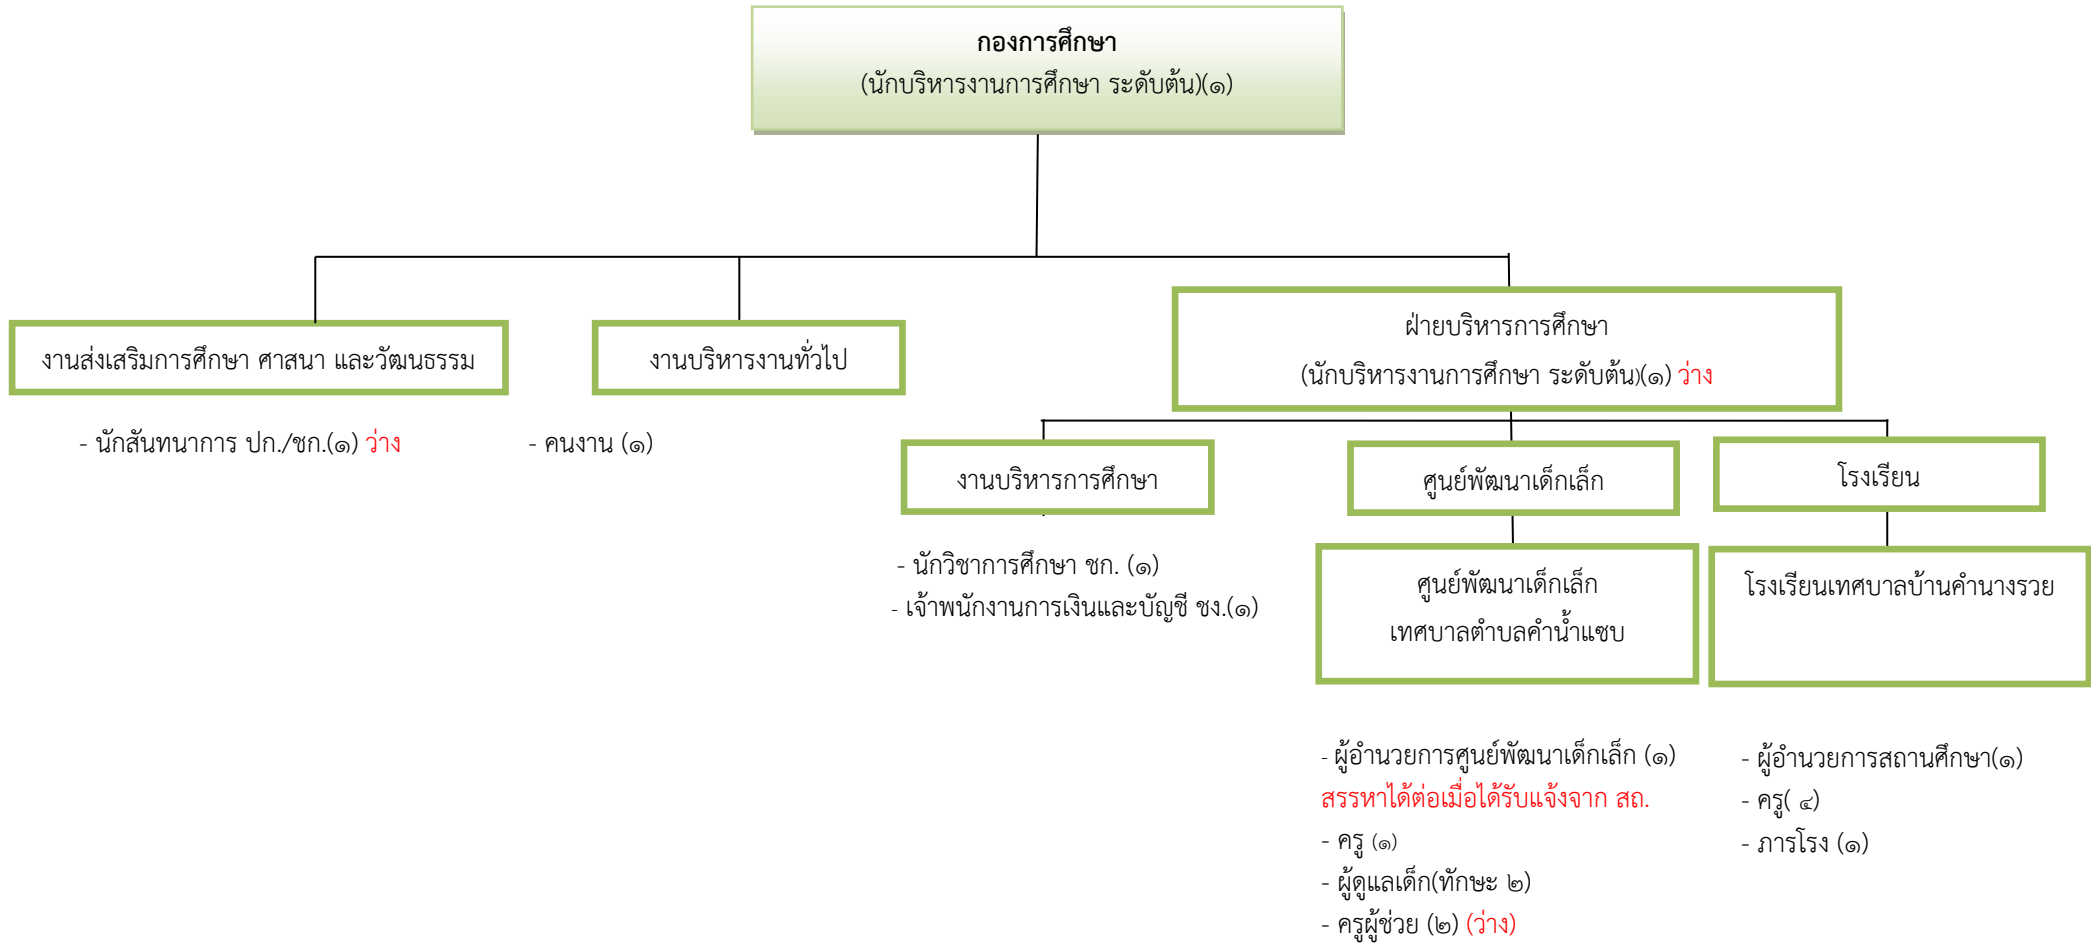 กองการศึกษา
(นักบริหารงานการศึกษา ระดับต้น)(๑)
งานส่งเสริมการศึกษา ศาสนา และวัฒนธรรม
- นักสันทนาการ ปก./ชก.(๑) ว่าง
งานบริหารงานทั่วไป
- คนงาน (๑)
ฝ่ายบริหารการศึกษา
(นักบริหารงานการศึกษา ระดับต้น)(๑) ว่าง
งานบริหารการศึกษา
- นักวิชาการศึกษา ชก. (๑)
- เจ้าพนักงานการเงินและบัญชี ชง.(๑)
ศูนย์พัฒนาเด็กเล็ก
ศูนย์พัฒนาเด็กเล็ก
เทศบาลตำบลคำน้ำแซบ
- ผู้อำนวยการศูนย์พัฒนาเด็กเล็ก (๑)
สรรหาได้ต่อเมื่อได้รับแจ้งจาก สถ.
- ครู (๑)
- ผู้ดูแลเด็ก(ทักษะ ๒)
- ครูผู้ช่วย (๒) (ว่าง)
โรงเรียน
โรงเรียนเทศบาลบ้านคำนางรวย
- ผู้อำนวยการสถานศึกษา(๑)
- ครู( ๔)
- ภารโรง (๑)